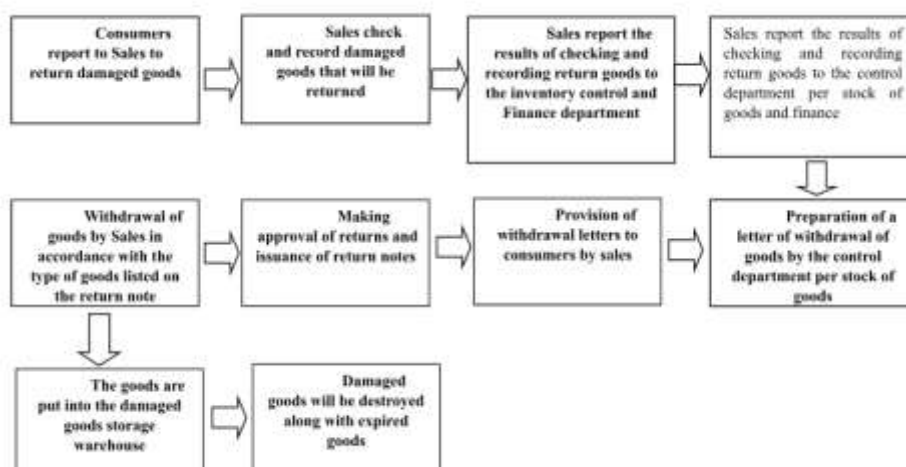 Consumers
report to Sales to
return damaged goods
Sales check
and record damaged
goods that will be
returned
Sales report the
results of checking and
recording return goods to
the inventory control and
Finance department
Sales report the results of
checking and recording
return goods to the control
department per stock of
goods and finance
Withdrawal of
goods by Sales in
accordance with the
type of goods listed on
the return note
Making
approval of returns and
issuance of return notes
Provision of
withdrawal letters to
consumers by sales
Preparation of a
letter of withdrawal of
goods by the control
department per stock of
goods
The goods are
put into the damaged
goods storage
warehouse
Damaged
goods will be destroyed
along with expired
goods